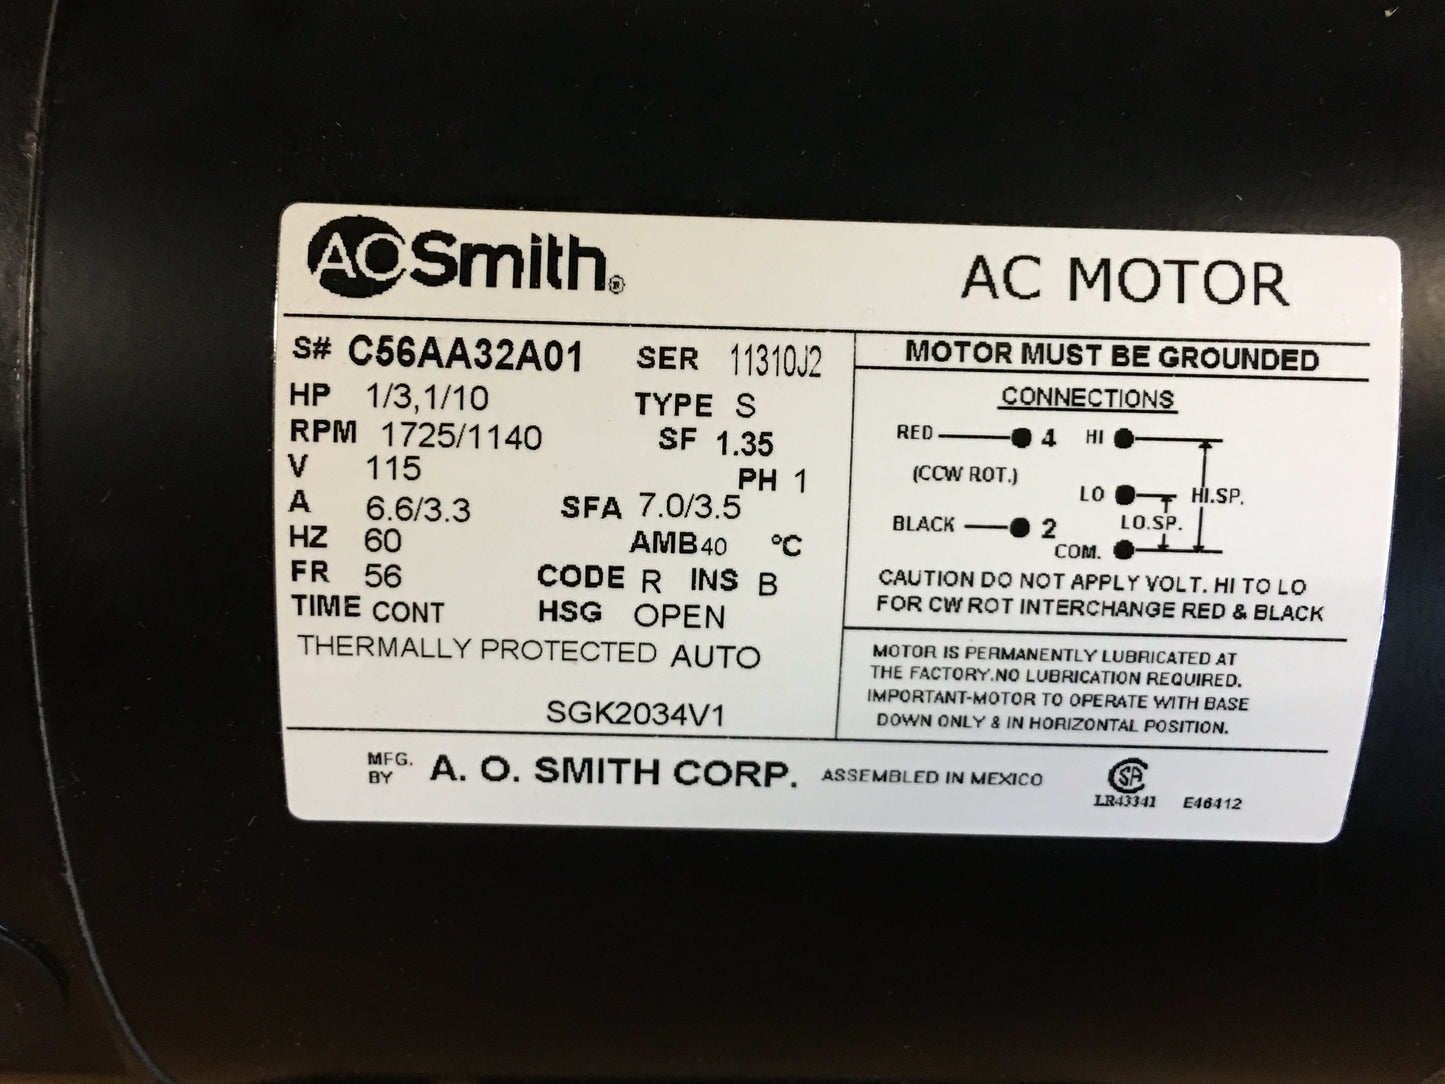 AOSmith®
AC MOTOR
S# C56AA32A01 SER 11310J2
HP 1/3,1/10 TYPE S
RPM 1725/1140 SF 1.35
V 115 PH 1
A 6.6/3.3 SFA 7.0/3.5
HZ 60 AMB 40 °C
FR 56 CODE R INS B
TIME CONT HSG OPEN
THERMALLY PROTECTED AUTO
SGK2034V1
MOTOR MUST BE GROUNDED
CONNECTIONS
RED 4 HI
(CCW ROT.)
LO HI.SP.
BLACK 2 LO.SP.
COM.
CAUTION DO NOT APPLY VOLT. HI TO LO
FOR CW ROT INTERCHANGE RED & BLACK
MOTOR IS PERMANENTLY LUBRICATED AT
THE FACTORY.NO LUBRICATION REQUIRED.
IMPORTANT-MOTOR TO OPERATE WITH BASE
DOWN ONLY & IN HORIZONTAL POSITION.
MFG. BY A. O. SMITH CORP. ASSEMBLED IN MEXICO
CSA
LR43341 E46412